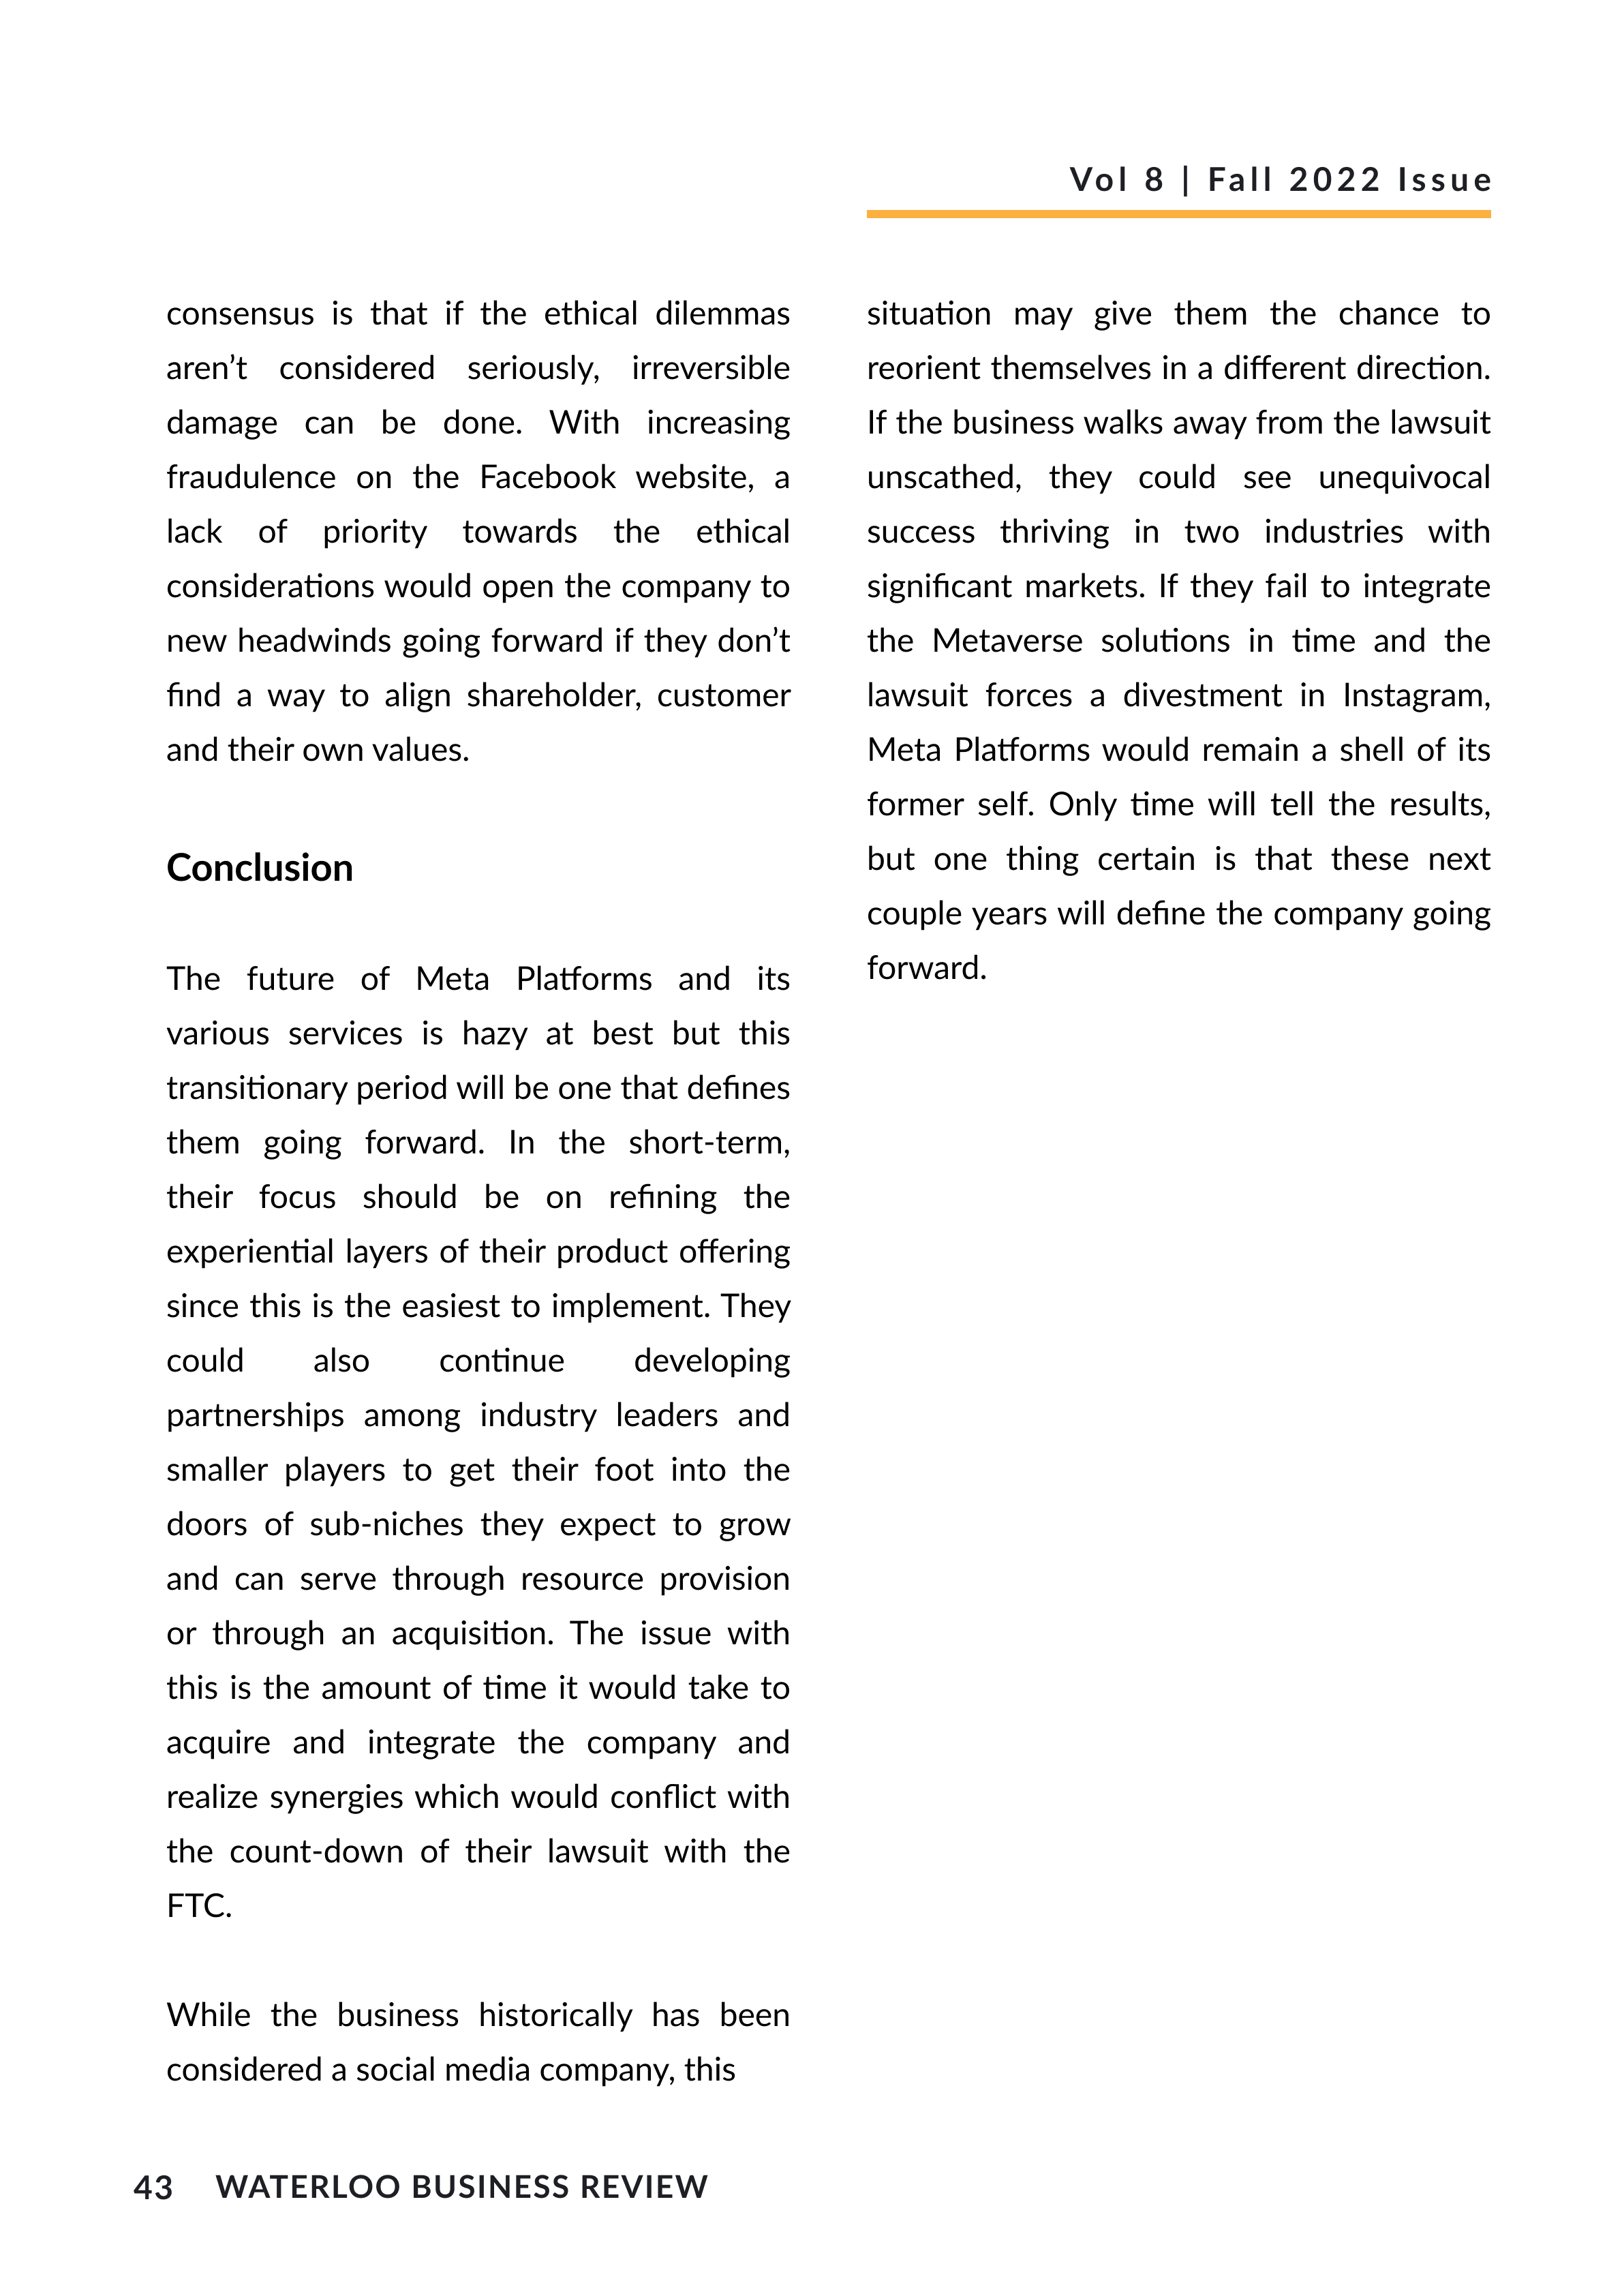 Vol 8 | Fall 2022 Issue
consensus is that if the ethical dilemmas
aren’t considered seriously, irreversible
damage can be done. With increasing
fraudulence on the Facebook website, a
lack of priority towards the ethical
considerations would open the company to
new headwinds going forward if they don’t
find a way to align shareholder, customer
and their own values.
Conclusion
The future of Meta Platforms and its
various services is hazy at best but this
transitionary period will be one that defines
them going forward. In the short-term,
their focus should be on refining the
experiential layers of their product offering
since this is the easiest to implement. They
could also continue developing
partnerships among industry leaders and
smaller players to get their foot into the
doors of sub-niches they expect to grow
and can serve through resource provision
or through an acquisition. The issue with
this is the amount of time it would take to
acquire and integrate the company and
realize synergies which would conflict with
the count-down of their lawsuit with the
FTC.
While the business historically has been
considered a social media company, this
situation may give them the chance to
reorient themselves in a different direction.
If the business walks away from the lawsuit
unscathed, they could see unequivocal
success thriving in two industries with
significant markets. If they fail to integrate
the Metaverse solutions in time and the
lawsuit forces a divestment in Instagram,
Meta Platforms would remain a shell of its
former self. Only time will tell the results,
but one thing certain is that these next
couple years will define the company going
forward.
43 WATERLOO BUSINESS REVIEW